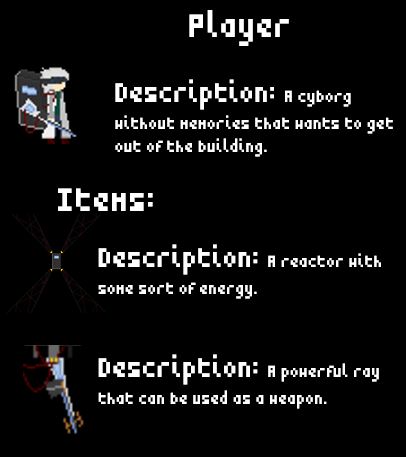 Player
Description: A cyborg
without memories that wants to get
out of the building.
Items:
Description: A reactor with
some sort of energy.
Description: A powerful ray
that can be used as a weapon.